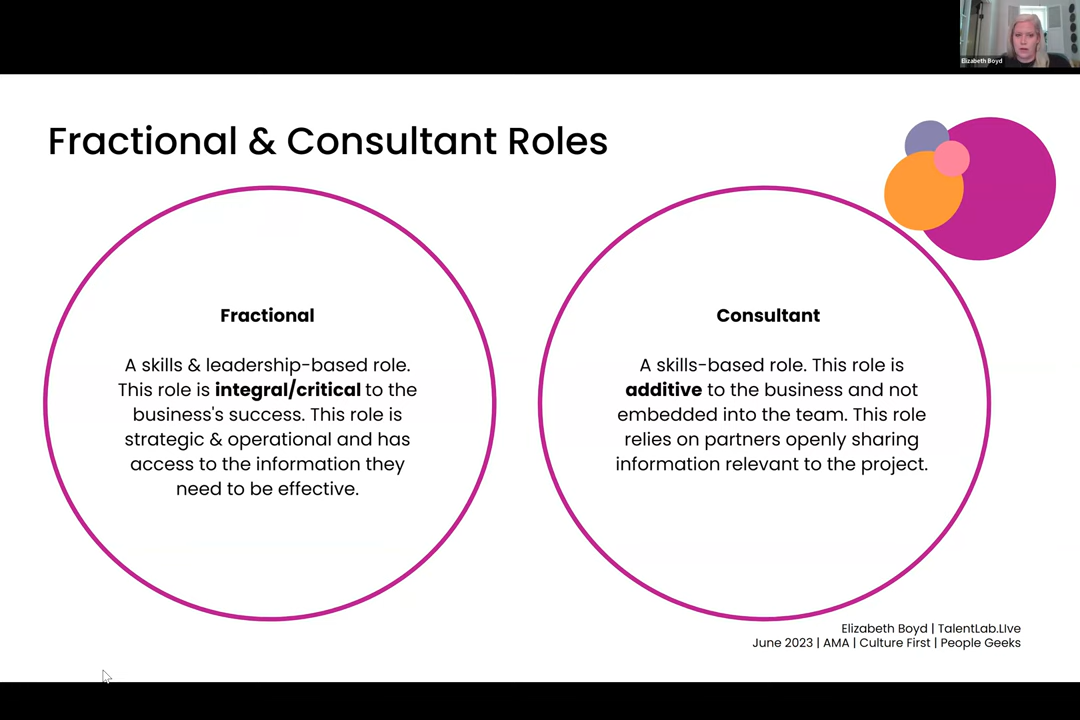 Elizabeth Boyd
Fractional & Consultant Roles
Fractional
A skills & leadership-based role.
This role is integral/critical to the
business's success. This role is
strategic & operational and has
access to the information they
need to be effective.
Consultant
A skills-based role. This role is
additive to the business and not
embedded into the team. This role
relies on partners openly sharing
information relevant to the project.
Elizabeth Boyd | TalentLab.LIve
June 2023 | AMA | Culture First | People Geeks